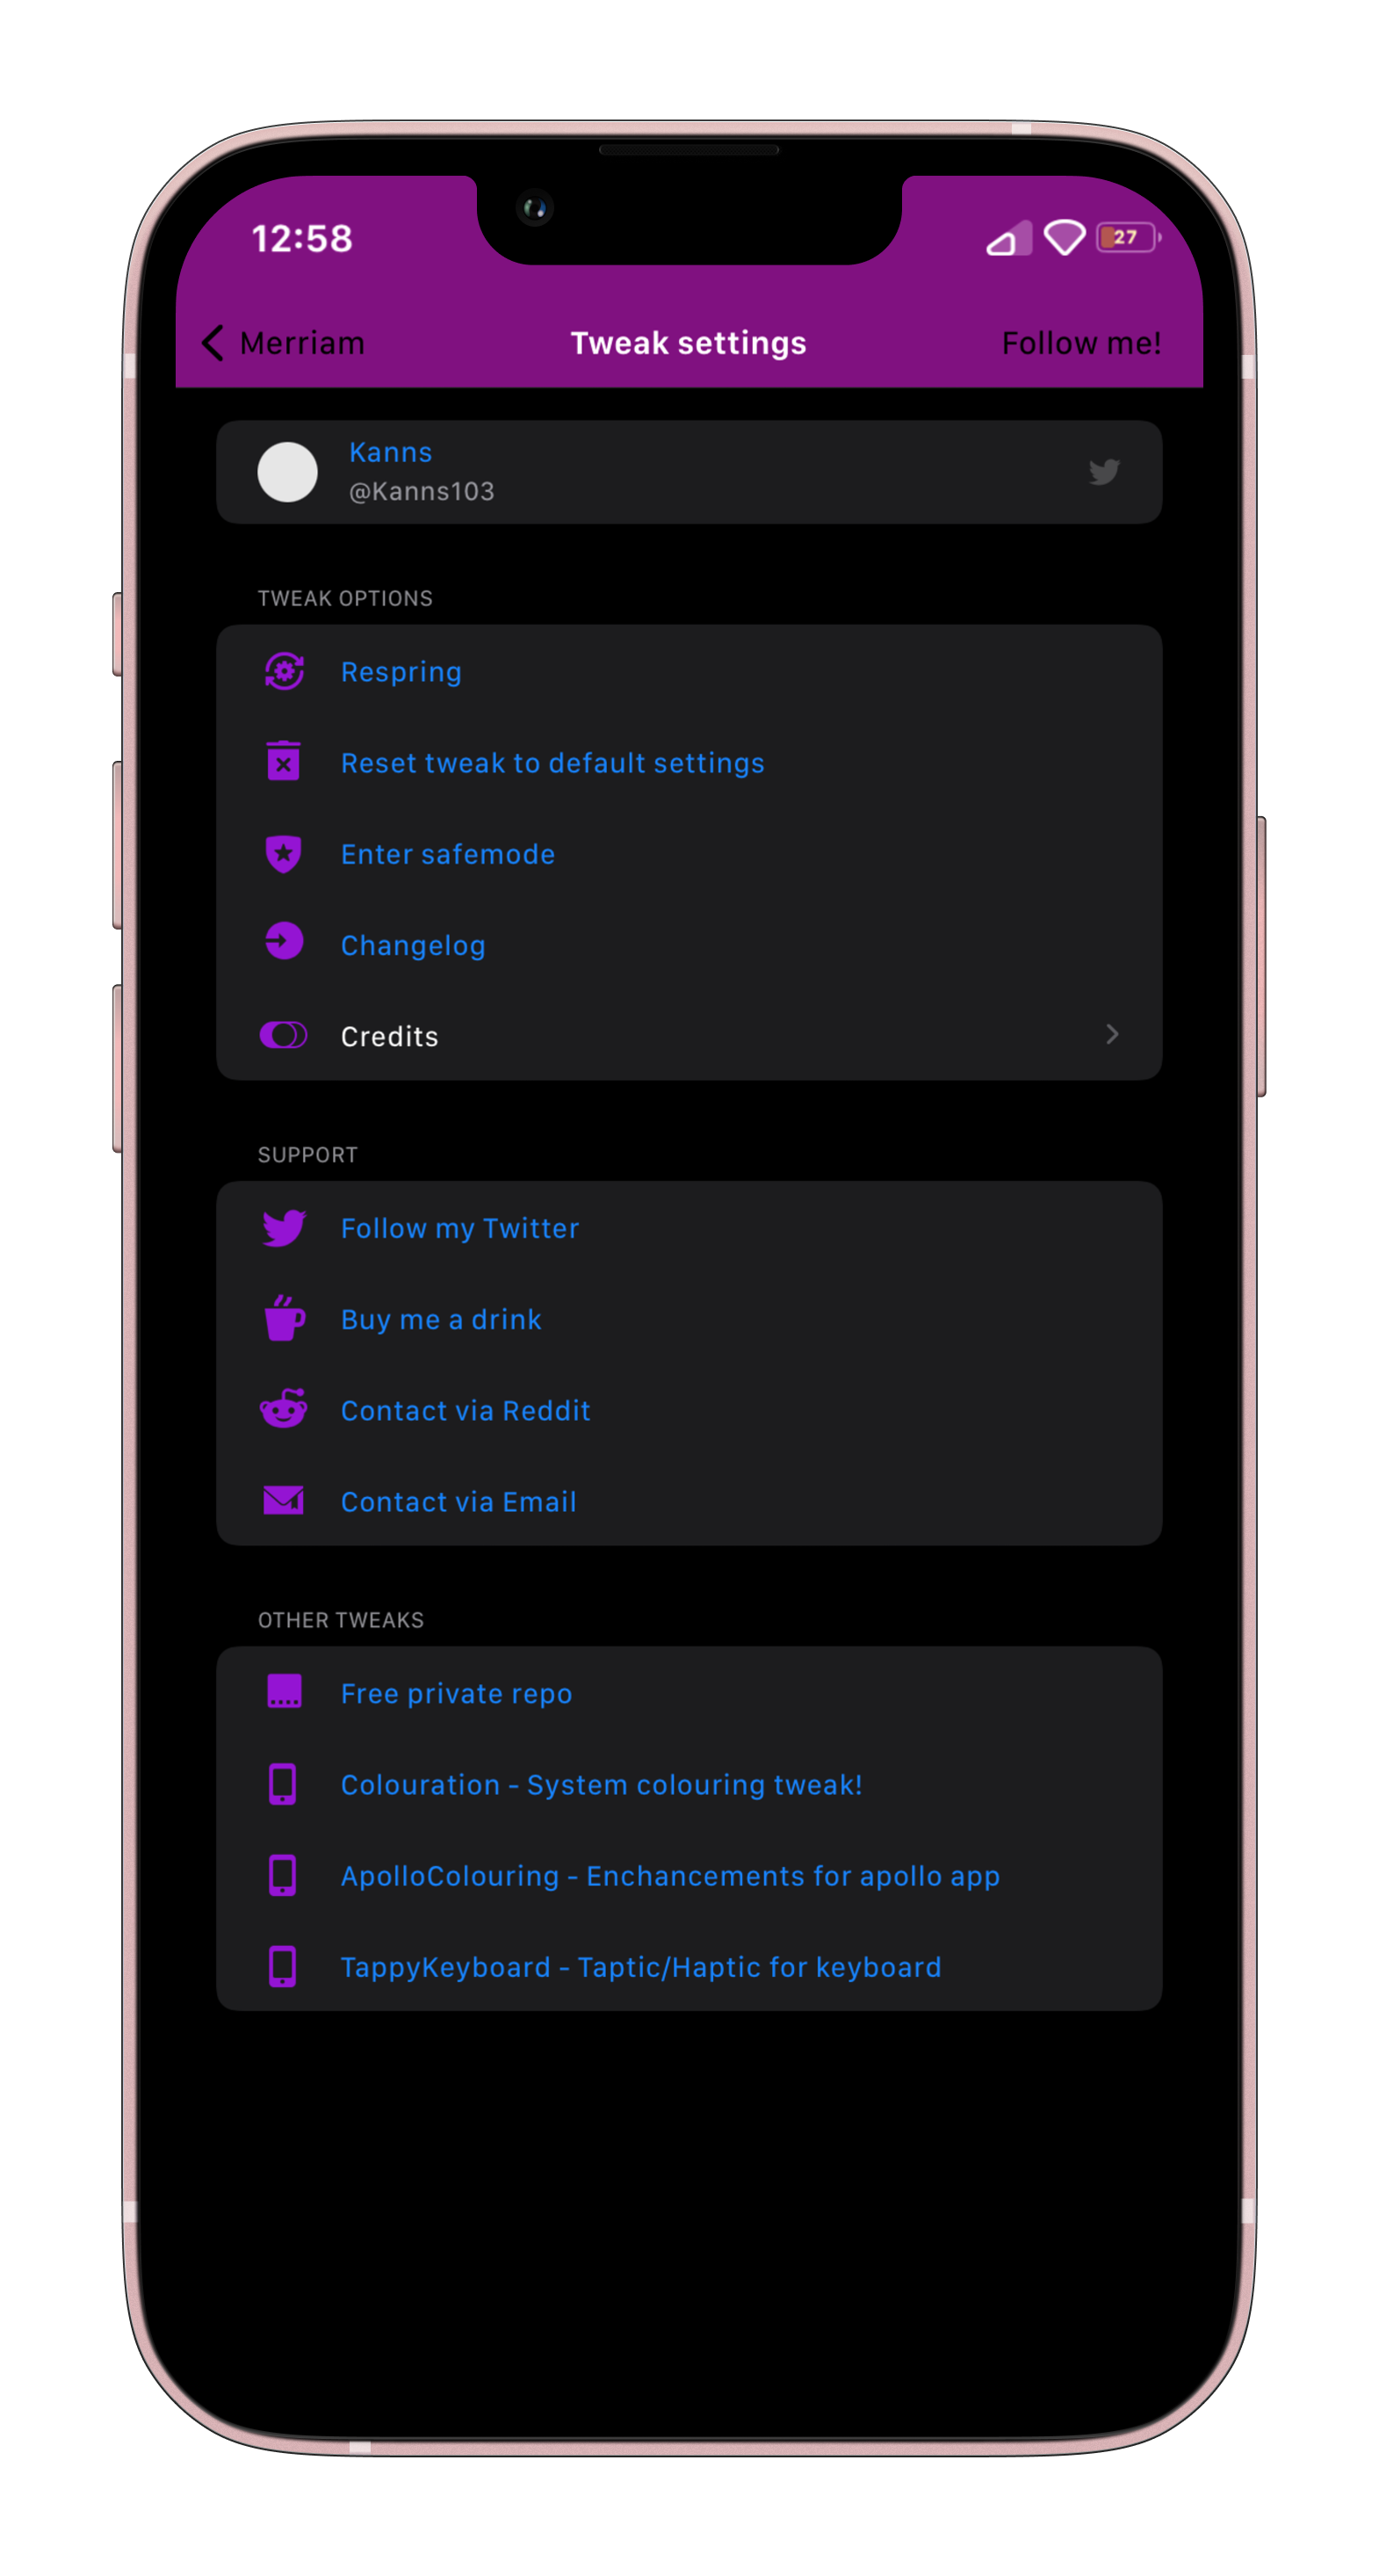 12:58
27
Merriam
Tweak settings
Follow me!
Kanns
@Kanns103
TWEAK OPTIONS
Respring
Reset tweak to default settings
Enter safemode
Changelog
Credits
SUPPORT
Follow my Twitter
Buy me a drink
Contact via Reddit
Contact via Email
OTHER TWEAKS
Free private repo
Colouration - System colouring tweak!
ApolloColouring - Enchancements for apollo app
TappyKeyboard - Taptic/Haptic for keyboard